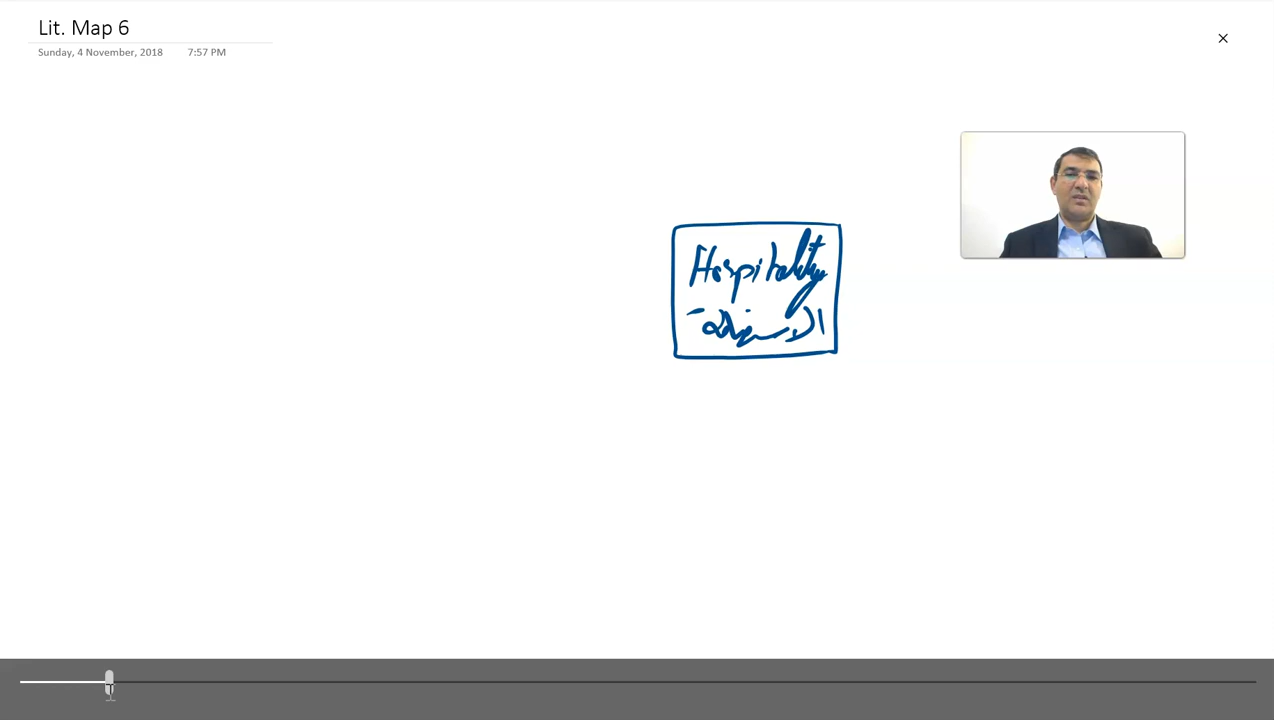 Lit. Map 6
Sunday, 4 November, 2018 7:57 PM
Hospitality
الضيافة